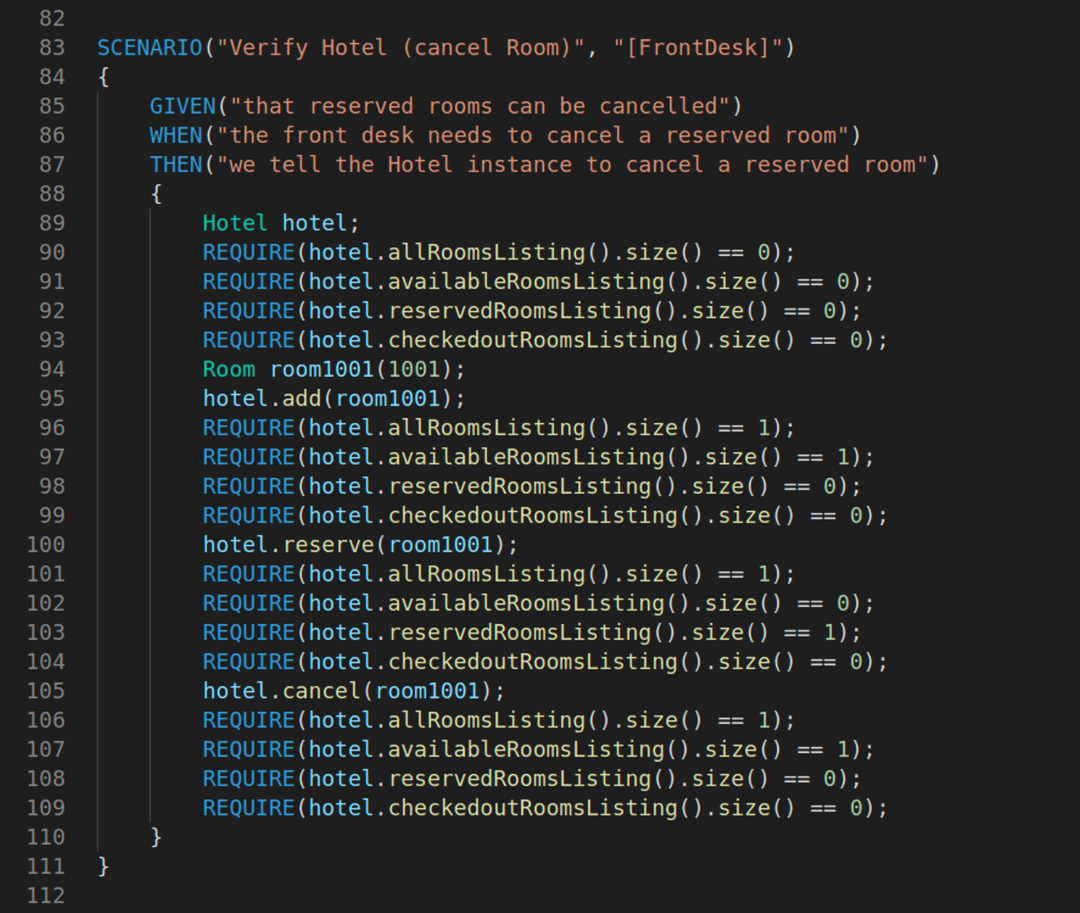 82
83 SCENARIO("Verify Hotel (cancel Room)", "[FrontDesk]")
84 {
85     GIVEN("that reserved rooms can be cancelled")
86     WHEN("the front desk needs to cancel a reserved room")
87     THEN("we tell the Hotel instance to cancel a reserved room")
88     {
89         Hotel hotel;
90         REQUIRE(hotel.allRoomsListing().size() == 0);
91         REQUIRE(hotel.availableRoomsListing().size() == 0);
92         REQUIRE(hotel.reservedRoomsListing().size() == 0);
93         REQUIRE(hotel.checkedoutRoomsListing().size() == 0);
94         Room room1001(1001);
95         hotel.add(room1001);
96         REQUIRE(hotel.allRoomsListing().size() == 1);
97         REQUIRE(hotel.availableRoomsListing().size() == 1);
98         REQUIRE(hotel.reservedRoomsListing().size() == 0);
99         REQUIRE(hotel.checkedoutRoomsListing().size() == 0);
100         hotel.reserve(room1001);
101         REQUIRE(hotel.allRoomsListing().size() == 1);
102         REQUIRE(hotel.availableRoomsListing().size() == 0);
103         REQUIRE(hotel.reservedRoomsListing().size() == 1);
104         REQUIRE(hotel.checkedoutRoomsListing().size() == 0);
105         hotel.cancel(room1001);
106         REQUIRE(hotel.allRoomsListing().size() == 1);
107         REQUIRE(hotel.availableRoomsListing().size() == 1);
108         REQUIRE(hotel.reservedRoomsListing().size() == 0);
109         REQUIRE(hotel.checkedoutRoomsListing().size() == 0);
110     }
111 }
112